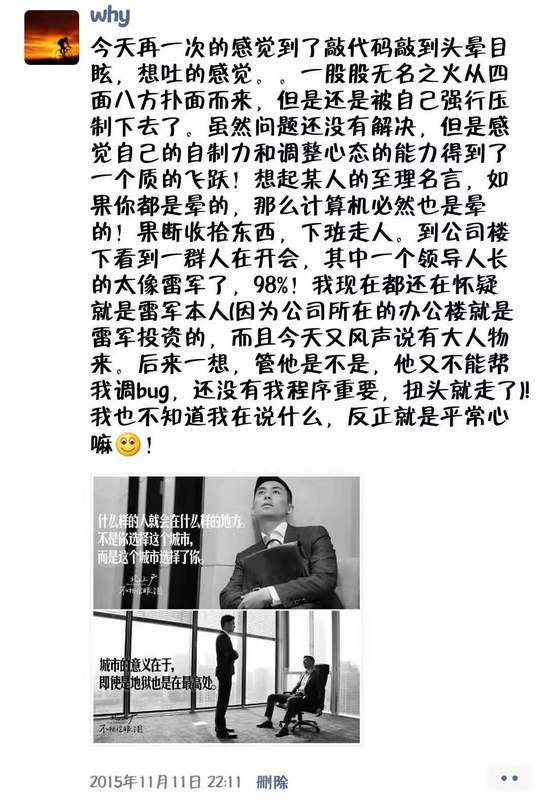 why
今天再一次的感觉到了敲代码敲到头晕目
眩，想吐的感觉。。一股股无名之火从四
面八方扑面而来，但是还是被自己强行压
制下去了。虽然问题还没有解决，但是感
觉自己的自制力和调整心态的能力得到了
一个质的飞跃！想起某人的至理名言，如
果你都是晕的，那么计算机必然也是晕
的！果断收拾东西，下班走人。到公司楼
下看到一群人在开会，其中一个领导人长
的太像雷军了，98%！我现在都还在怀疑
就是雷军本人(因为公司所在的办公楼就是
雷军投资的，而且今天又风声说有大人物
来。后来一想，管他是不是，他又不能帮
我调bug，还没有我程序重要，扭头就走了)!
我也不知道我在说什么，反正就是平常心
嘛🙂！
什么样的人就会在什么样的地方。
不是你选择这个城市，
而是这个城市选择了你。
北上广
不相信眼泪
城市的意义在于，
即使是地狱也是在最高处。
北上广
不相信眼泪
2015年11月11日 22:11 删除